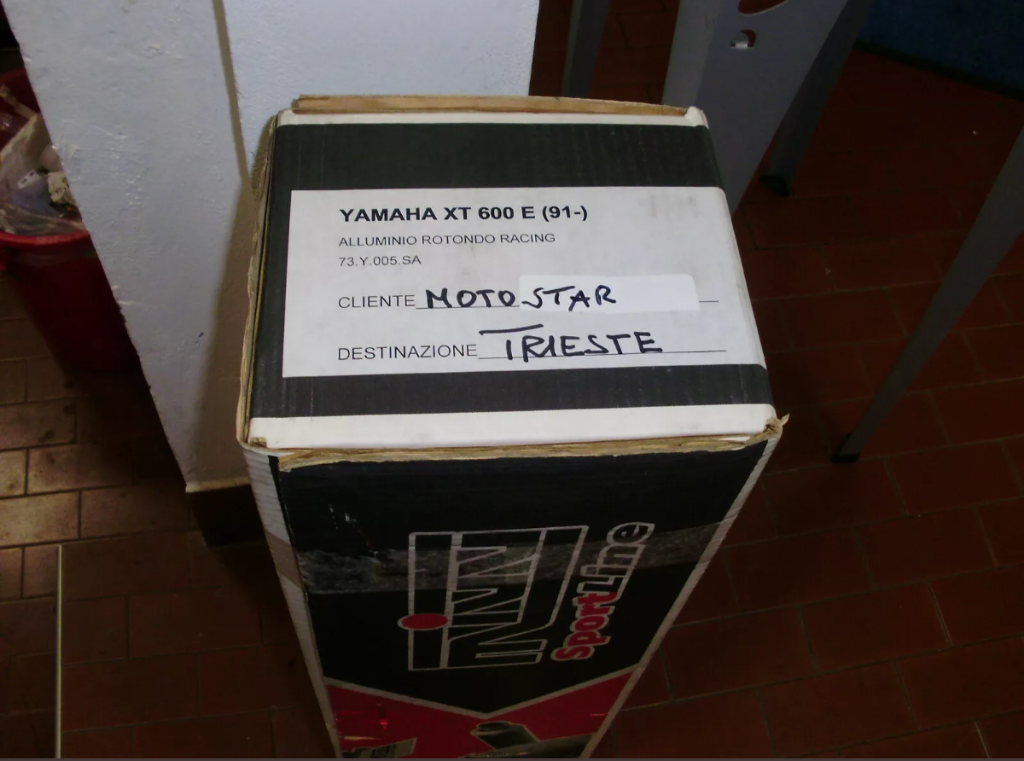 YAMAHA XT 600 E (91-)
ALLUMINIO ROTONDO RACING
73.Y.005.SA
CLIENTE MOTO STAR
DESTINAZIONE TRIESTE
SportLine